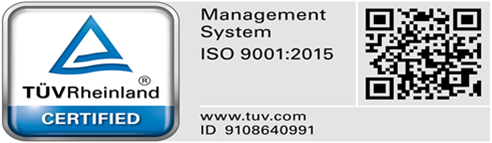 TÜVRheinland®
CERTIFIED
Management
System
ISO 9001:2015
www.tuv.com
ID 9108640991